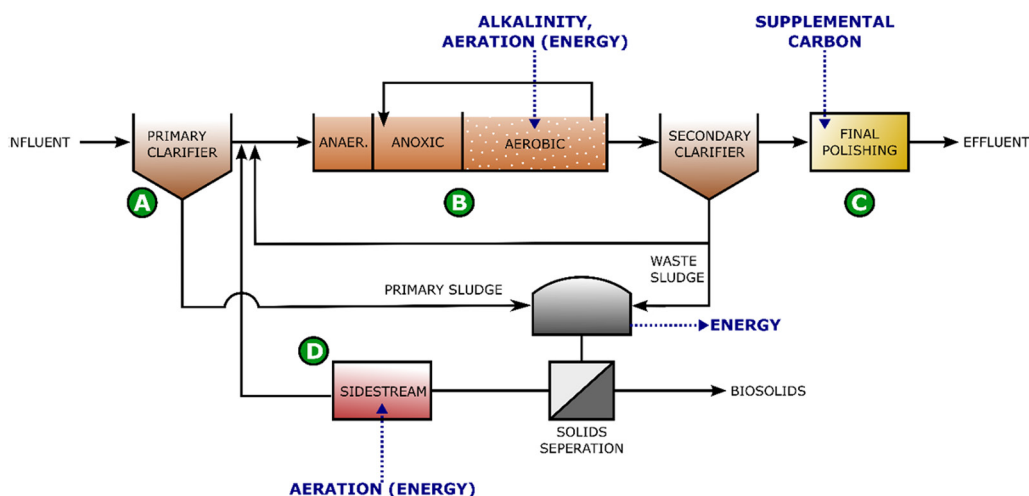 ALKALINITY,
AERATION (ENERGY)
SUPPLEMENTAL
CARBON
NFLUENT
PRIMARY
CLARIFIER
ANAER.
ANOXIC
AEROBIC
SECONDARY
CLARIFIER
FINAL
POLISHING
EFFLUENT
A
B
C
WASTE
SLUDGE
PRIMARY SLUDGE
ENERGY
D
SIDESTREAM
BIOSOLIDS
SOLIDS
SEPERATION
AERATION (ENERGY)